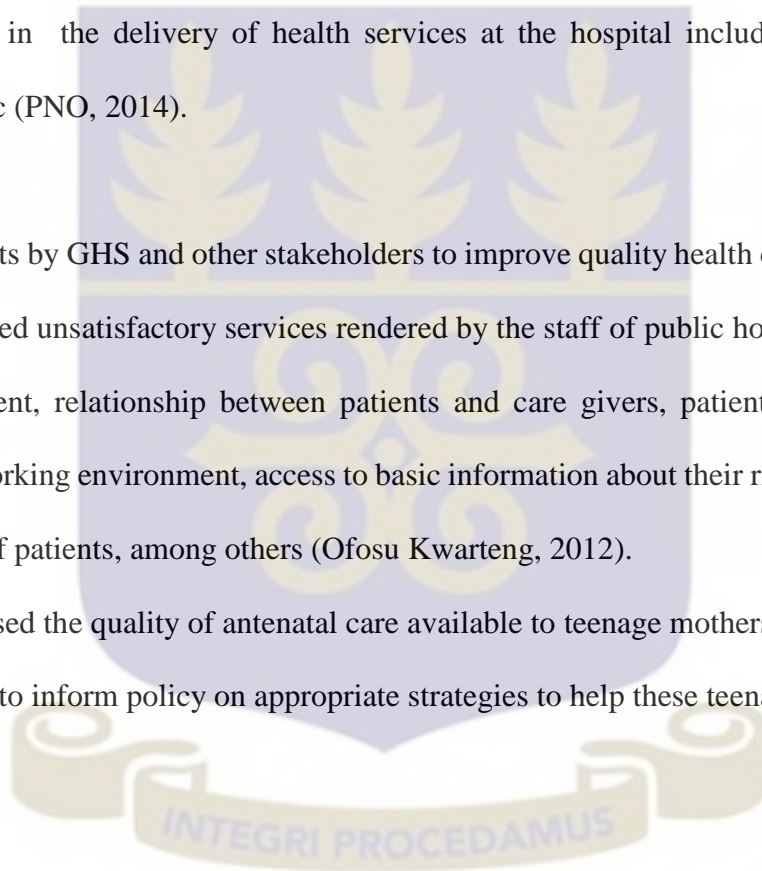 in the delivery of health services at the hospital includ
c (PNO, 2014).
ts by GHS and other stakeholders to improve quality health
ed unsatisfactory services rendered by the staff of public ho
ent, relationship between patients and care givers, patient
orking environment, access to basic information about their r
f patients, among others (Ofosu Kwarteng, 2012).
sed the quality of antenatal care available to teenage mothers
to inform policy on appropriate strategies to help these teen
INTEGRI PROCEDAMUS